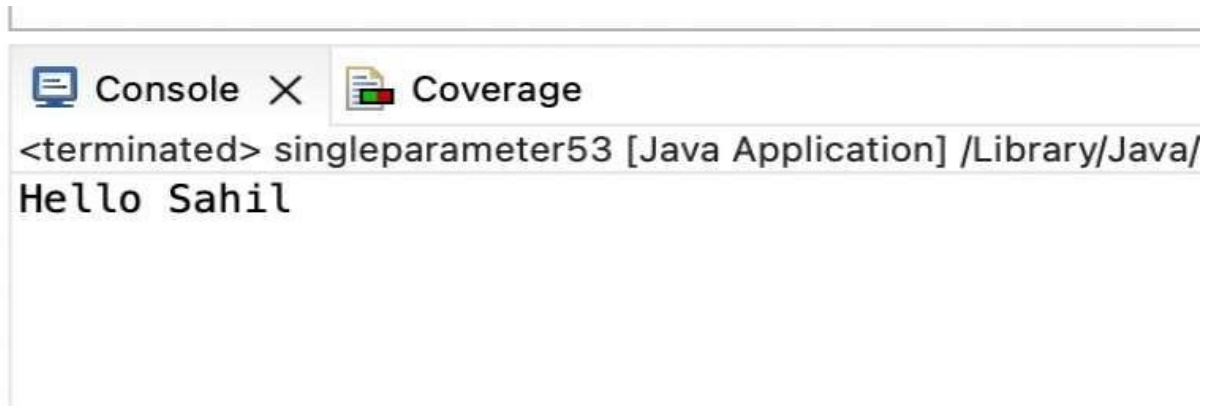 Console Coverage
<terminated> singleparameter53 [Java Application] /Library/Java/
Hello Sahil